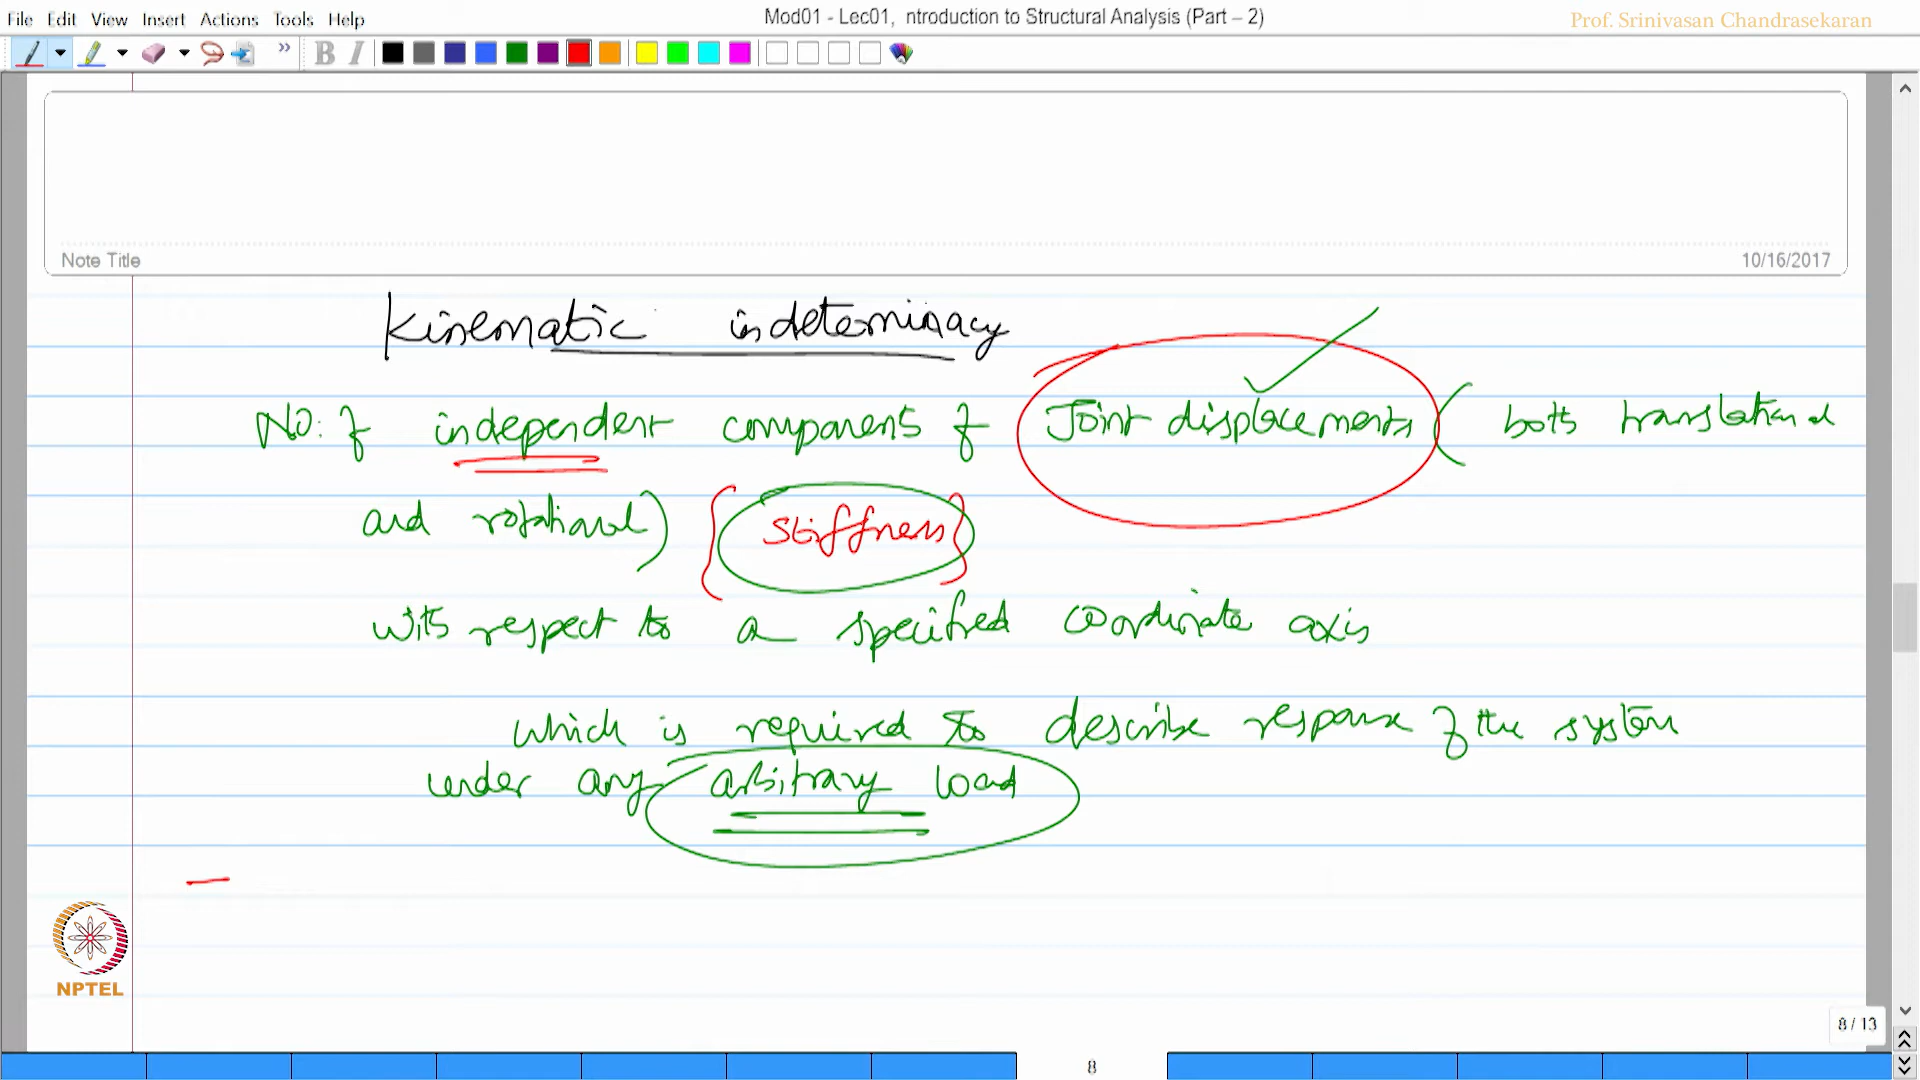 File Edit View Insert Actions Tools Help
Mod01 - Lec01, ntroduction to Structural Analysis (Part – 2)
Prof. Srinivasan Chandrasekaran
B I
Note Title
10/16/2017
Kinematic indeterminacy
No: of independent components of Joint displacements ( both translational
and rotational) { stiffness }
with respect to a specified coordinate axis
which is required to describe response of the system
under any arbitrary load
NPTEL
8 / 13
8